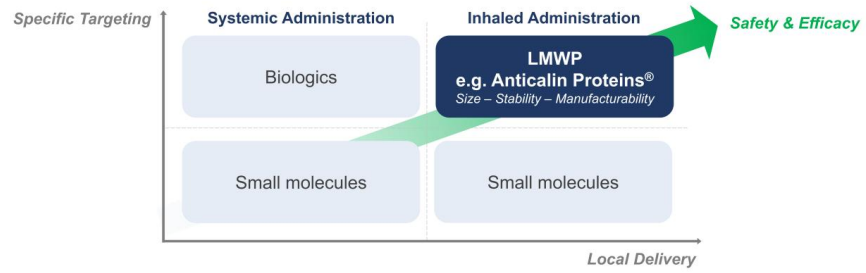 Specific Targeting
Systemic Administration
Inhaled Administration
Safety & Efficacy
Biologics
LMWP
e.g. Anticalin Proteins®
Size – Stability – Manufacturability
Small molecules
Small molecules
Local Delivery